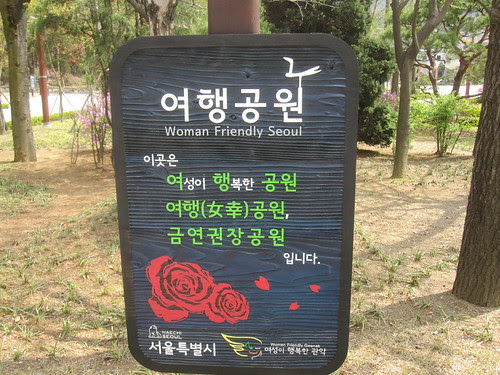 여행공원
Woman Friendly Seoul
이곳은
여성이 행복한 공원
여행(女幸)공원,
금연권장공원
입니다.
HAECHI
SEOUL
서울특별시
Woman Friendly Gwanak
여성이 행복한 관악